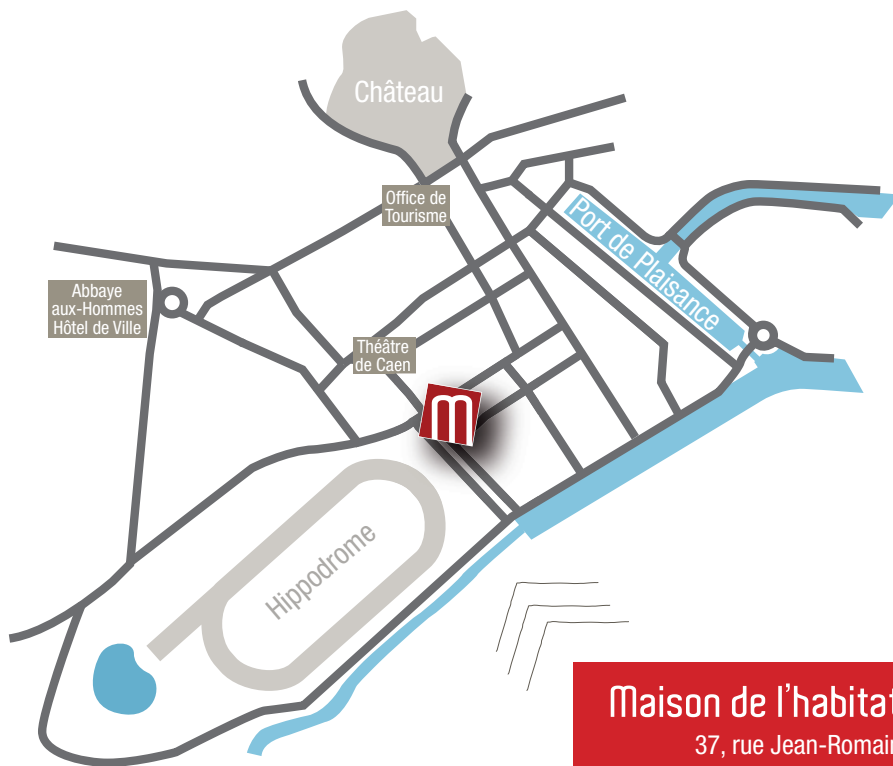 Château
Office de
Tourisme
Port de Plaisance
Abbaye
aux-Hommes
Hôtel de Ville
Théâtre
de Caen
m
Hippodrome
Maison de l'habitat
37, rue Jean-Romain